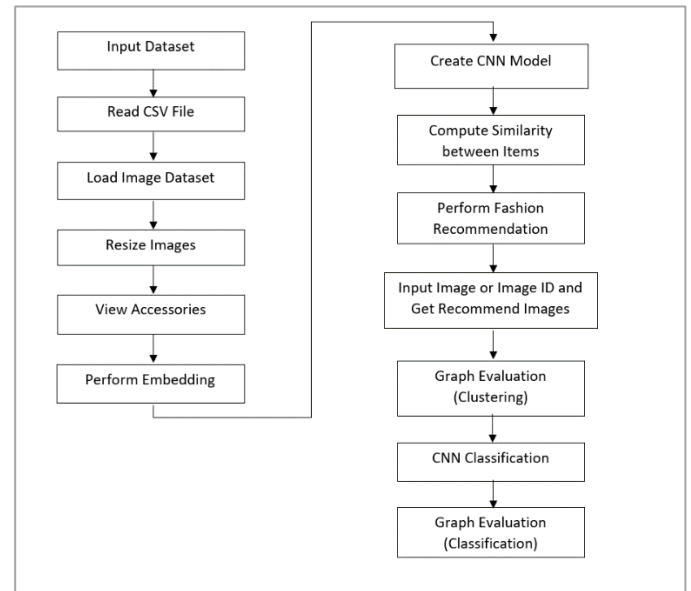 Input Dataset
Read CSV File
Load Image Dataset
Resize Images
View Accessories
Perform Embedding
Create CNN Model
Compute Similarity
between Items
Perform Fashion
Recommendation
Input Image or Image ID and
Get Recommend Images
Graph Evaluation
(Clustering)
CNN Classification
Graph Evaluation
(Classification)